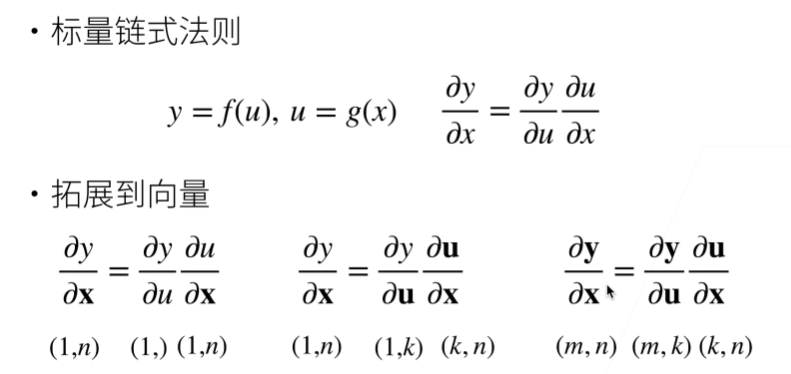 • 标量链式法则
y = f(u), u = g(x) ∂y/∂x = ∂y/∂u ∂u/∂x
• 拓展到向量
∂y/∂𝐱 = ∂y/∂u ∂u/∂𝐱 ∂y/∂𝐱 = ∂y/∂𝐮 ∂𝐮/∂𝐱 ∂𝐲/∂𝐱 = ∂𝐲/∂𝐮 ∂𝐮/∂𝐱
(1,n) (1,) (1,n) (1,n) (1,k) (k, n) (m, n) (m, k) (k, n)